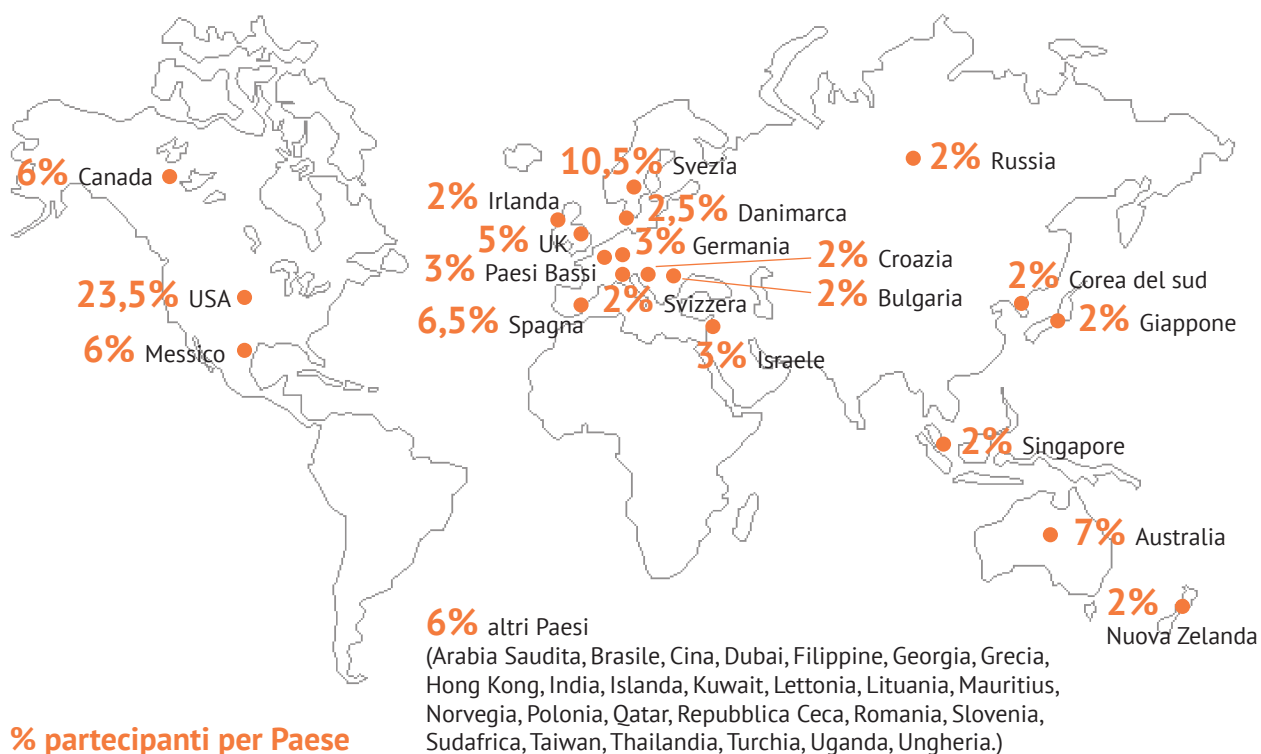 10,5% Svezia
2% Russia
6% Canada
2% Irlanda
2,5% Danimarca
5% UK
3% Germania
2% Croazia
3% Paesi Bassi
2% Corea del sud
23,5% USA
2% Svizzera
2% Bulgaria
6,5% Spagna
2% Giappone
6% Messico
3% Israele
2% Singapore
7% Australia
2%
Nuova Zelanda
6% altri Paesi
(Arabia Saudita, Brasile, Cina, Dubai, Filippine, Georgia, Grecia,
Hong Kong, India, Islanda, Kuwait, Lettonia, Lituania, Mauritius,
Norvegia, Polonia, Qatar, Repubblica Ceca, Romania, Slovenia,
Sudafrica, Taiwan, Thailandia, Turchia, Uganda, Ungheria.)
% partecipanti per Paese